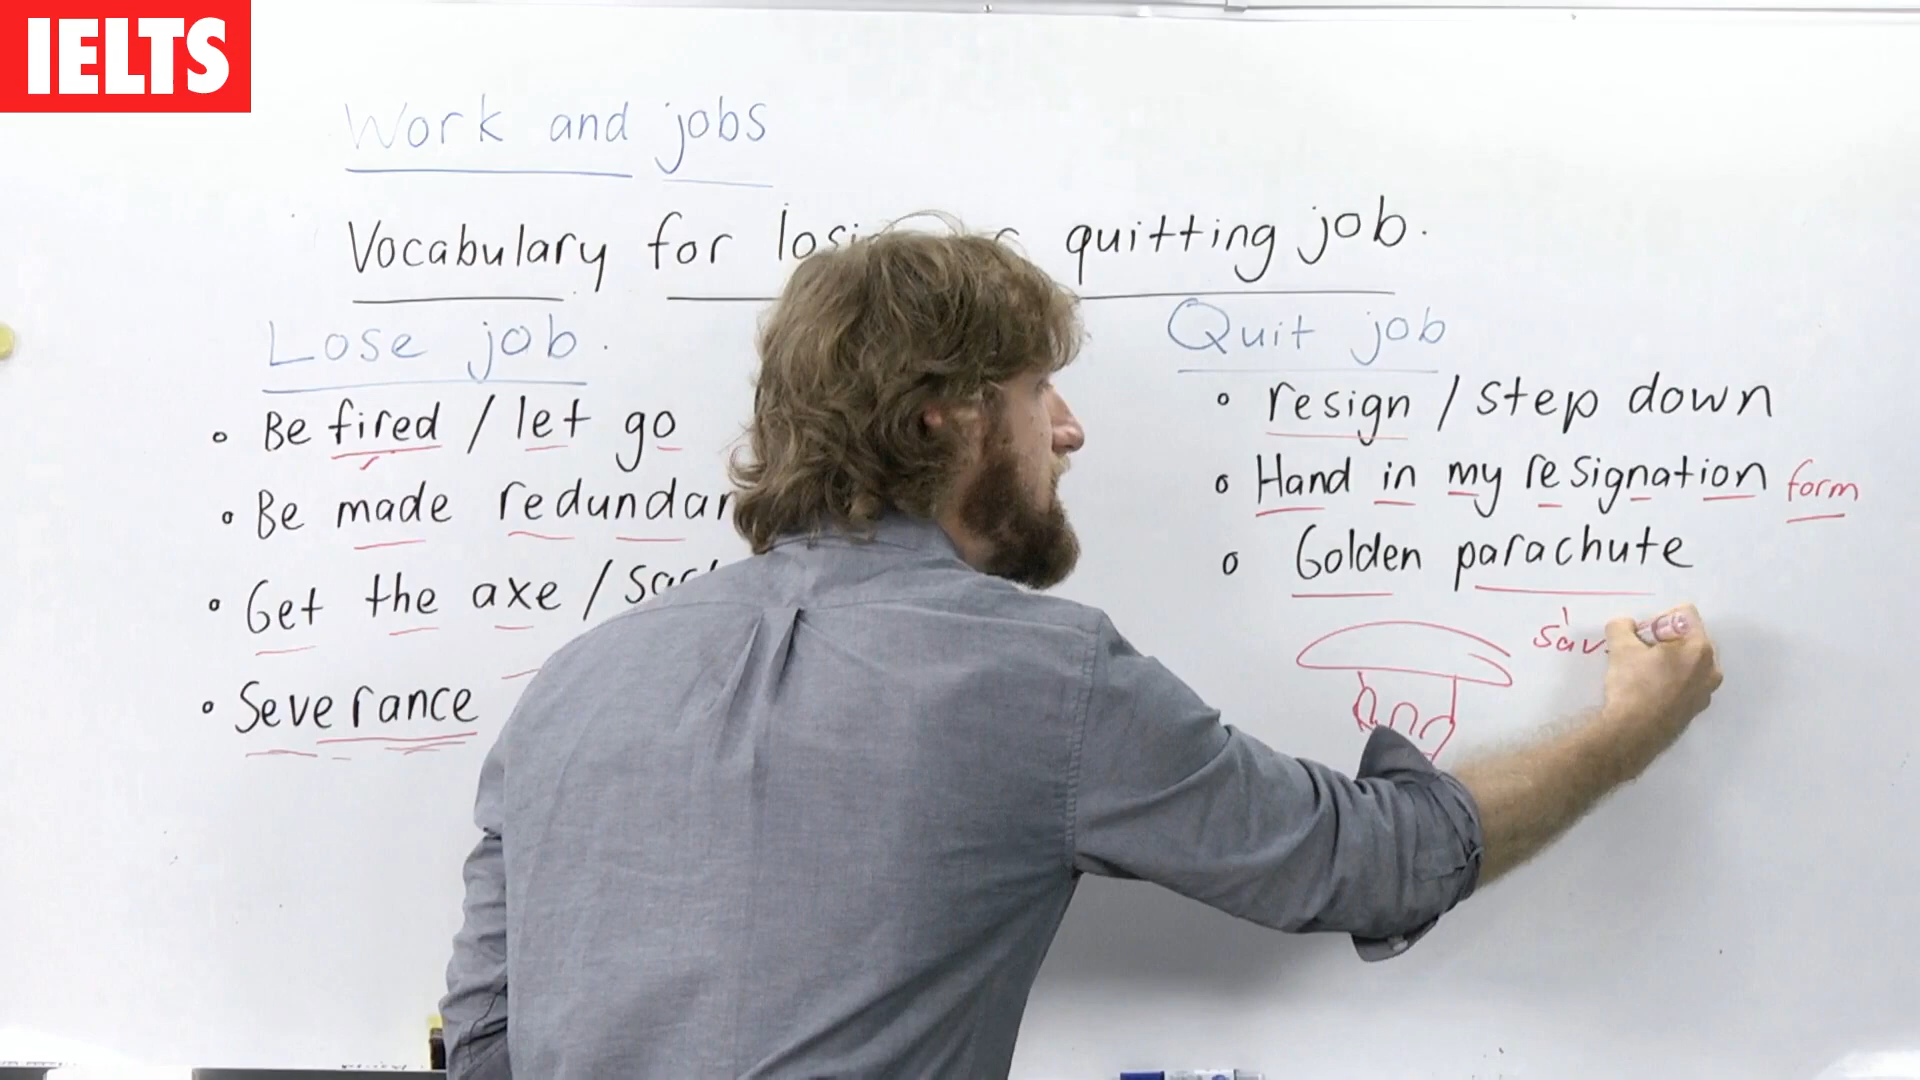 IELTS
Work and jobs
Vocabulary for quitting job.
Lose job.
Be fired / let go
Be made
Get the axe /
Severance
Quit job
resign / step down
Hand in my resignation form
Golden parachute